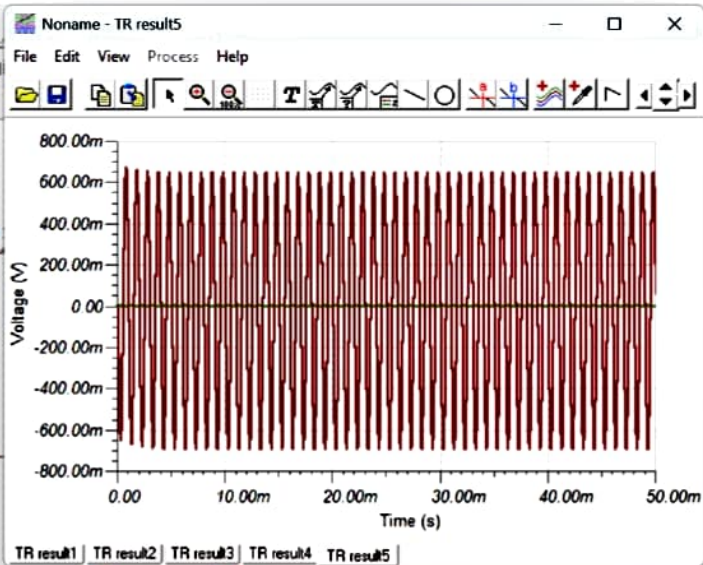 Noname - TR result5
File Edit View Process Help
T
a
b
100%
800.00m
600.00m
400.00m
200.00m
0.00
-200.00m
-400.00m
-600.00m
-800.00m
Voltage (V)
0.00 10.00m 20.00m 30.00m 40.00m 50.00m
Time (s)
TR result1 TR result2 TR result3 TR result4 TR result5